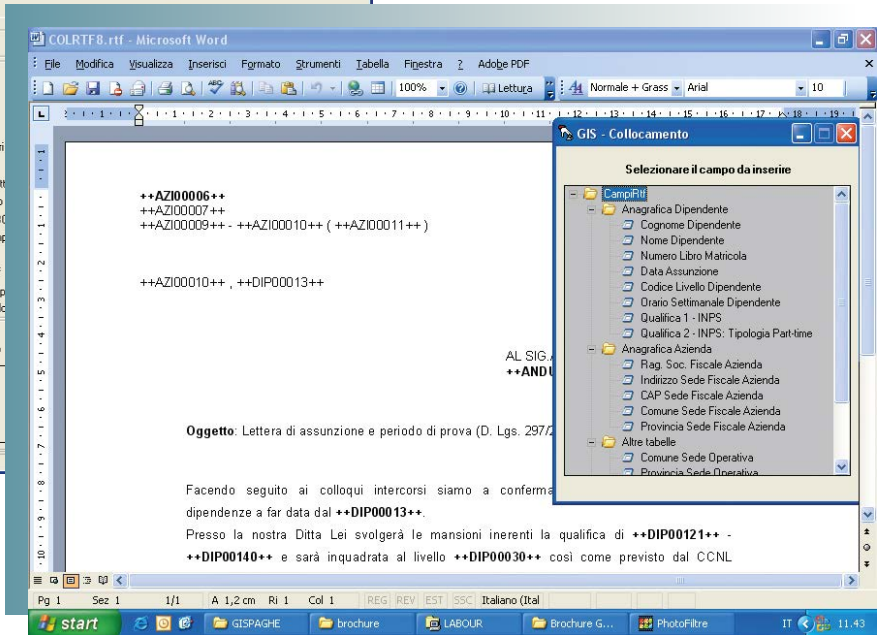 COLRTF8.rtf - Microsoft Word
File Modifica Visualizza Inserisci Formato Strumenti Tabella Finestra ? Adobe PDF
100% Lettura Normale + Grass Arial 10
GIS - Collocamento
Selezionare il campo da inserire
CampiRtf
Anagrafica Dipendente
Cognome Dipendente
Nome Dipendente
Numero Libro Matricola
Data Assunzione
Codice Livello Dipendente
Orario Settimanale Dipendente
Qualifica 1 - INPS
Qualifica 2 - INPS: Tipologia Part-time
Anagrafica Azienda
Rag. Soc. Fiscale Azienda
Indirizzo Sede Fiscale Azienda
CAP Sede Fiscale Azienda
Comune Sede Fiscale Azienda
Provincia Sede Fiscale Azienda
Altre tabelle
Comune Sede Operativa
Provincia Sede Operativa
++AZI00006++
++AZI00007++
++AZI00009++ - ++AZI00010++ ( ++AZI00011++ )
++AZI00010++ , ++DIP00013++
AL SIG.
++ANDU
Oggetto: Lettera di assunzione e periodo di prova (D. Lgs. 297/2
Facendo seguito ai colloqui intercorsi siamo a conferma
dipendenze a far data dal ++DIP00013++.
Presso la nostra Ditta Lei svolgerà le mansioni inerenti la qualifica di ++DIP00121++ -
++DIP00140++ e sarà inquadrata al livello ++DIP00030++ così come previsto dal CCNL
Pg 1 Sez 1 1/1 A 1,2 cm Ri 1 Col 1 REG REV EST SSC Italiano (Ital
start GISPAGHE brochure LABOUR Brochure G... PhotoFiltre IT 11.43